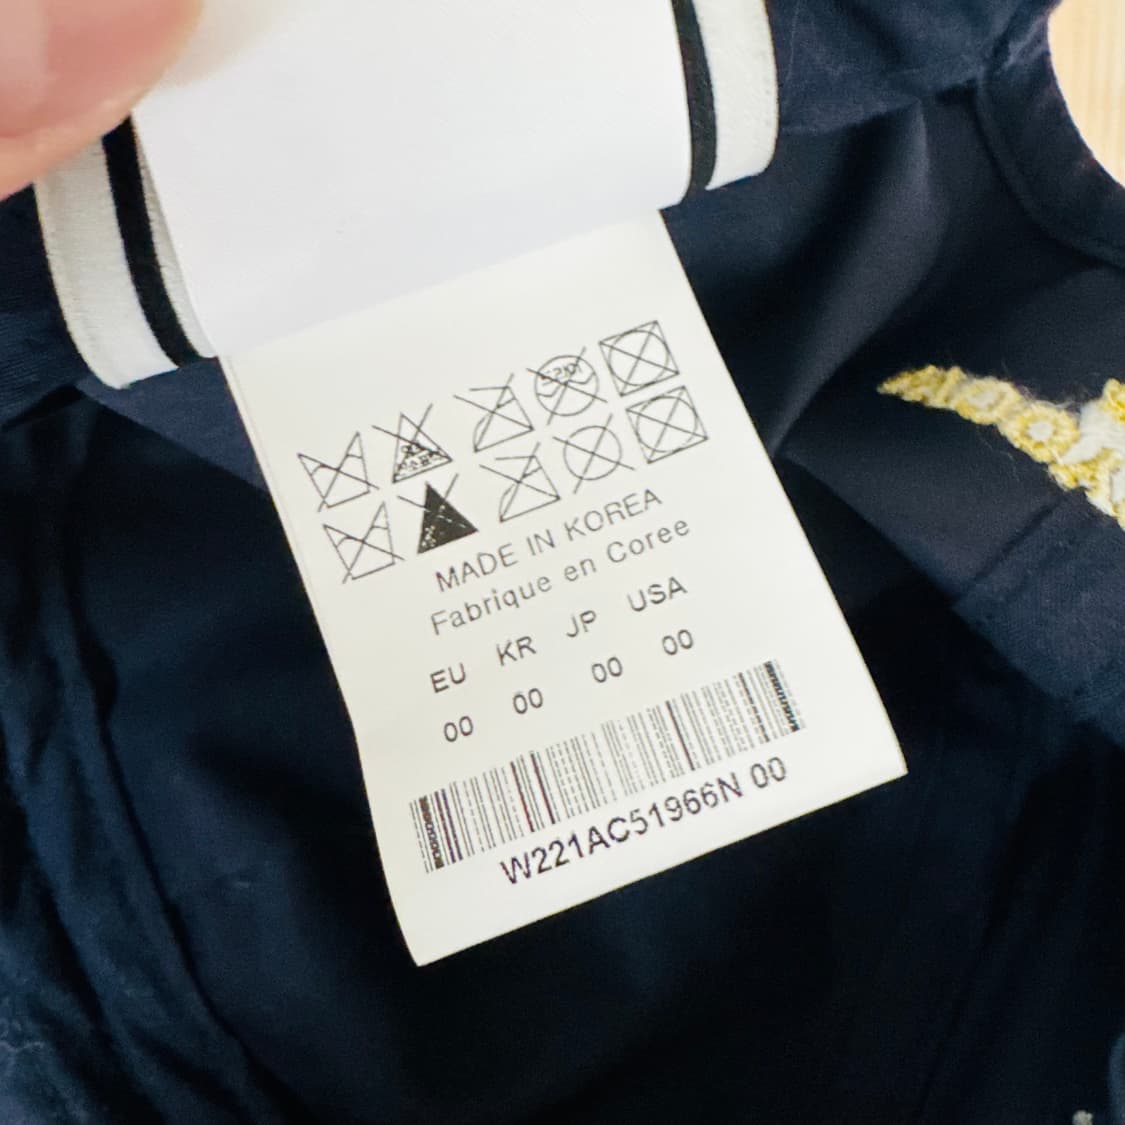 MADE IN KOREA
Fabrique en Coree
EU KR JP USA
00 00 00 00
W221AC51966N 00